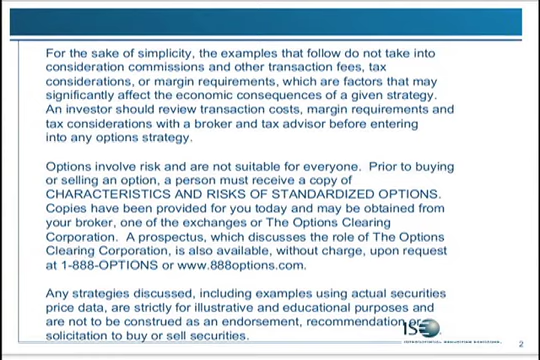 For the sake of simplicity, the examples that follow do not take into
consideration commissions and other transaction fees, tax
considerations, or margin requirements, which are factors that may
significantly affect the economic consequences of a given strategy.
An investor should review transaction costs, margin requirements and
tax considerations with a broker and tax advisor before entering
into any options strategy.
Options involve risk and are not suitable for everyone.  Prior to buying
or selling an option, a person must receive a copy of
CHARACTERISTICS AND RISKS OF STANDARDIZED OPTIONS.
Copies have been provided for you today and may be obtained from
your broker, one of the exchanges or The Options Clearing
Corporation.  A prospectus, which discusses the role of The Options
Clearing Corporation, is also available, without charge, upon request
at 1-888-OPTIONS or www.888options.com.
Any strategies discussed, including examples using actual securities
price data, are strictly for illustrative and educational purposes and
are not to be construed as an endorsement, recommendation or
solicitation to buy or sell securities.
ISE
INTERNATIONAL SECURITIES EXCHANGE.
2